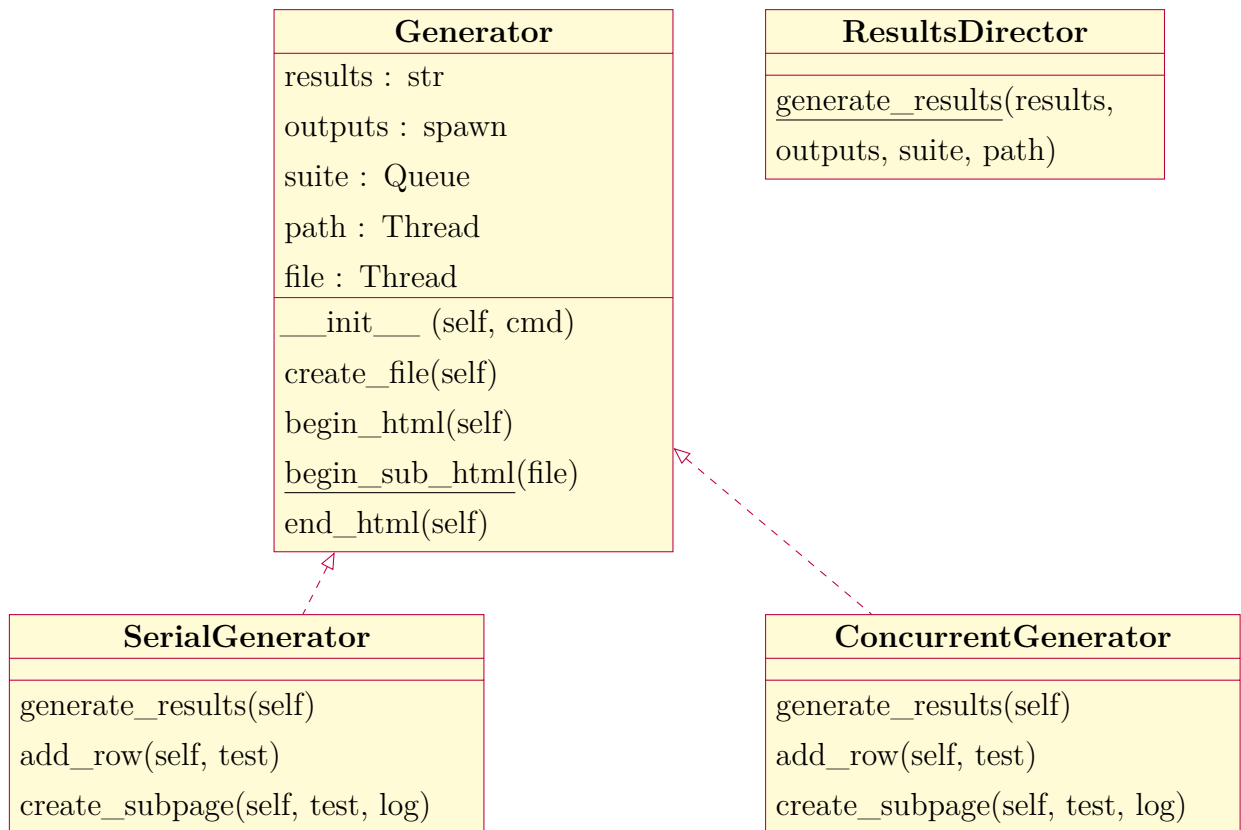 Generator
results : str
outputs : spawn
suite : Queue
path : Thread
file : Thread
__init__ (self, cmd)
create_file(self)
begin_html(self)
begin_sub_html(file)
end_html(self)
ResultsDirector
generate_results(results,
outputs, suite, path)
SerialGenerator
generate_results(self)
add_row(self, test)
create_subpage(self, test, log)
ConcurrentGenerator
generate_results(self)
add_row(self, test)
create_subpage(self, test, log)